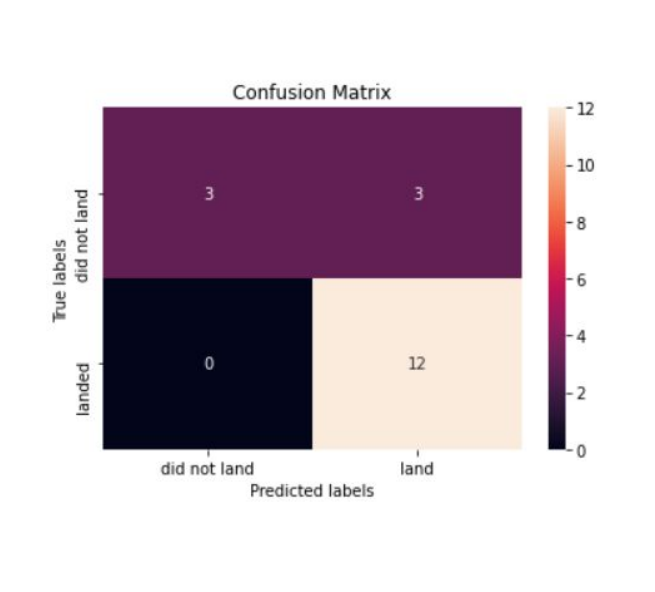 Confusion Matrix
True labels
did not land
landed
3
3
0
12
did not land
land
Predicted labels
12
10
8
6
4
2
0